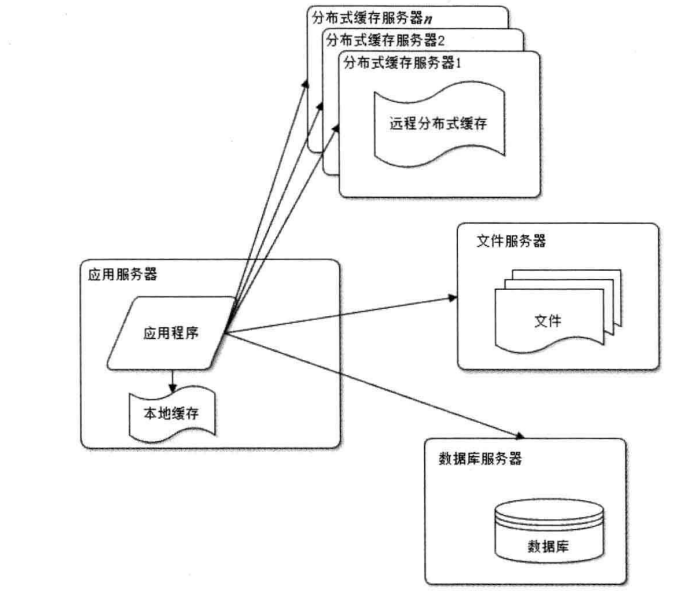 分布式缓存服务器n
分布式缓存服务器2
分布式缓存服务器1
远程分布式缓存
文件服务器
文件
应用服务器
应用程序
本地缓存
数据库服务器
数据库